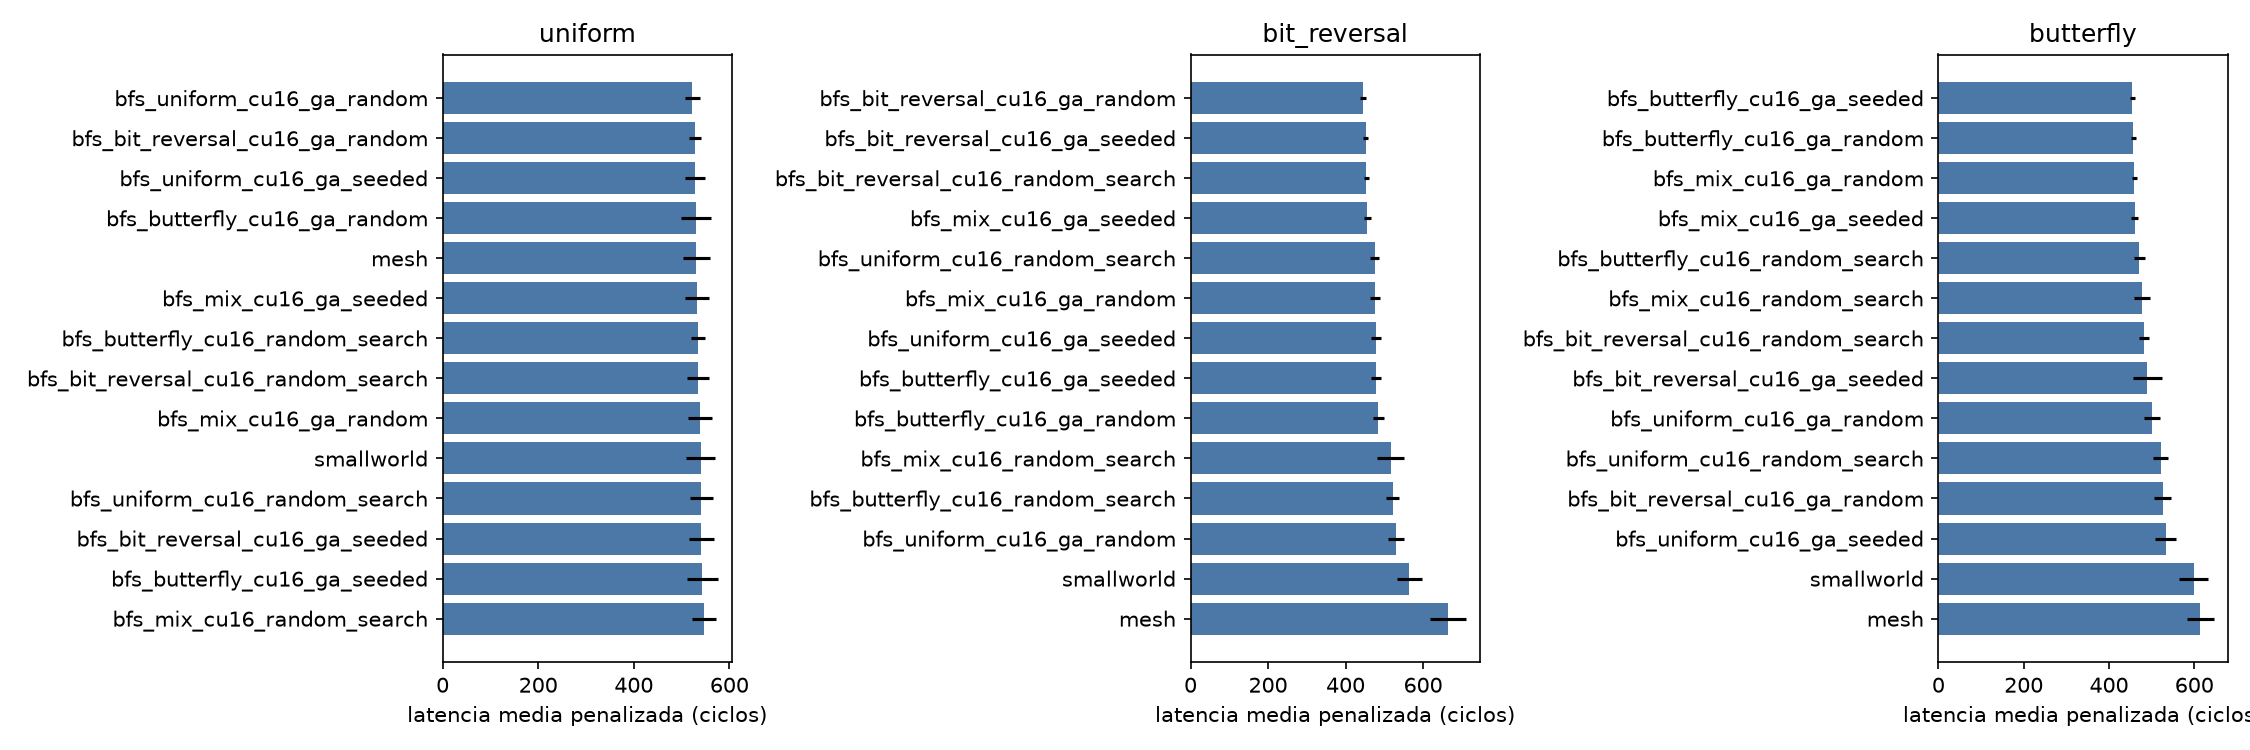 uniform
bfs_uniform_cu16_ga_random
bfs_bit_reversal_cu16_ga_random
bfs_uniform_cu16_ga_seeded
bfs_butterfly_cu16_ga_random
mesh
bfs_mix_cu16_ga_seeded
bfs_butterfly_cu16_random_search
bfs_bit_reversal_cu16_random_search
bfs_mix_cu16_ga_random
smallworld
bfs_uniform_cu16_random_search
bfs_bit_reversal_cu16_ga_seeded
bfs_butterfly_cu16_ga_seeded
bfs_mix_cu16_random_search
0 200 400 600
latencia media penalizada (ciclos)
bit_reversal
bfs_bit_reversal_cu16_ga_random
bfs_bit_reversal_cu16_ga_seeded
bfs_bit_reversal_cu16_random_search
bfs_mix_cu16_ga_seeded
bfs_uniform_cu16_random_search
bfs_mix_cu16_ga_random
bfs_uniform_cu16_ga_seeded
bfs_butterfly_cu16_ga_seeded
bfs_butterfly_cu16_ga_random
bfs_mix_cu16_random_search
bfs_butterfly_cu16_random_search
bfs_uniform_cu16_ga_random
smallworld
mesh
0 200 400 600
latencia media penalizada (ciclos)
butterfly
bfs_butterfly_cu16_ga_seeded
bfs_butterfly_cu16_ga_random
bfs_mix_cu16_ga_random
bfs_mix_cu16_ga_seeded
bfs_butterfly_cu16_random_search
bfs_mix_cu16_random_search
bfs_bit_reversal_cu16_random_search
bfs_bit_reversal_cu16_ga_seeded
bfs_uniform_cu16_ga_random
bfs_uniform_cu16_random_search
bfs_bit_reversal_cu16_ga_random
bfs_uniform_cu16_ga_seeded
smallworld
mesh
0 200 400 600
latencia media penalizada (ciclos